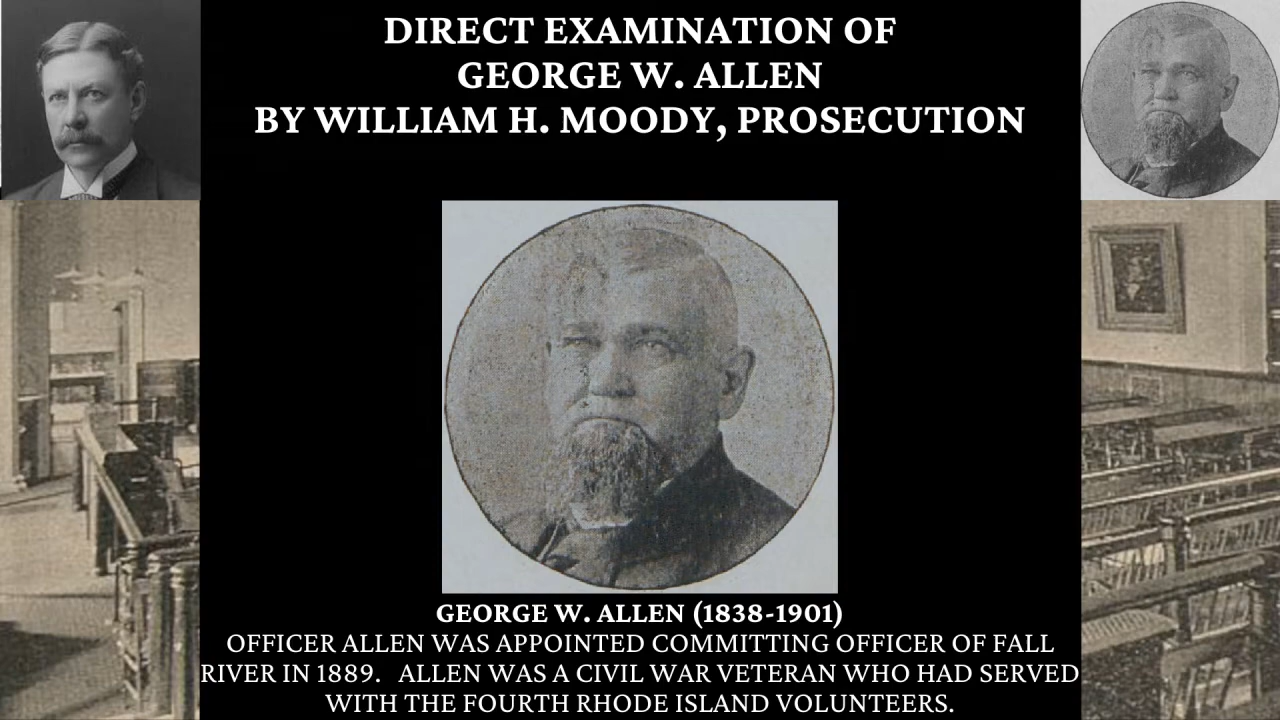 DIRECT EXAMINATION OF
GEORGE W. ALLEN
BY WILLIAM H. MOODY, PROSECUTION
GEORGE W. ALLEN (1838-1901)
OFFICER ALLEN WAS APPOINTED COMMITTING OFFICER OF FALL
RIVER IN 1889. ALLEN WAS A CIVIL WAR VETERAN WHO HAD SERVED
WITH THE FOURTH RHODE ISLAND VOLUNTEERS.